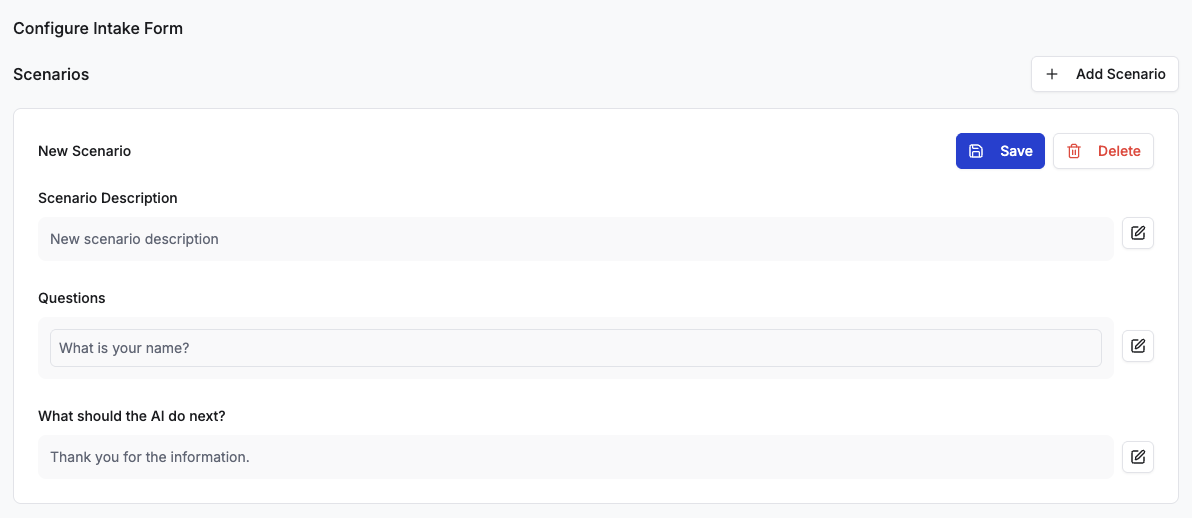 Configure Intake Form
Scenarios
Add Scenario
New Scenario
Save
Delete
Scenario Description
New scenario description
Questions
What is your name?
What should the AI do next?
Thank you for the information.